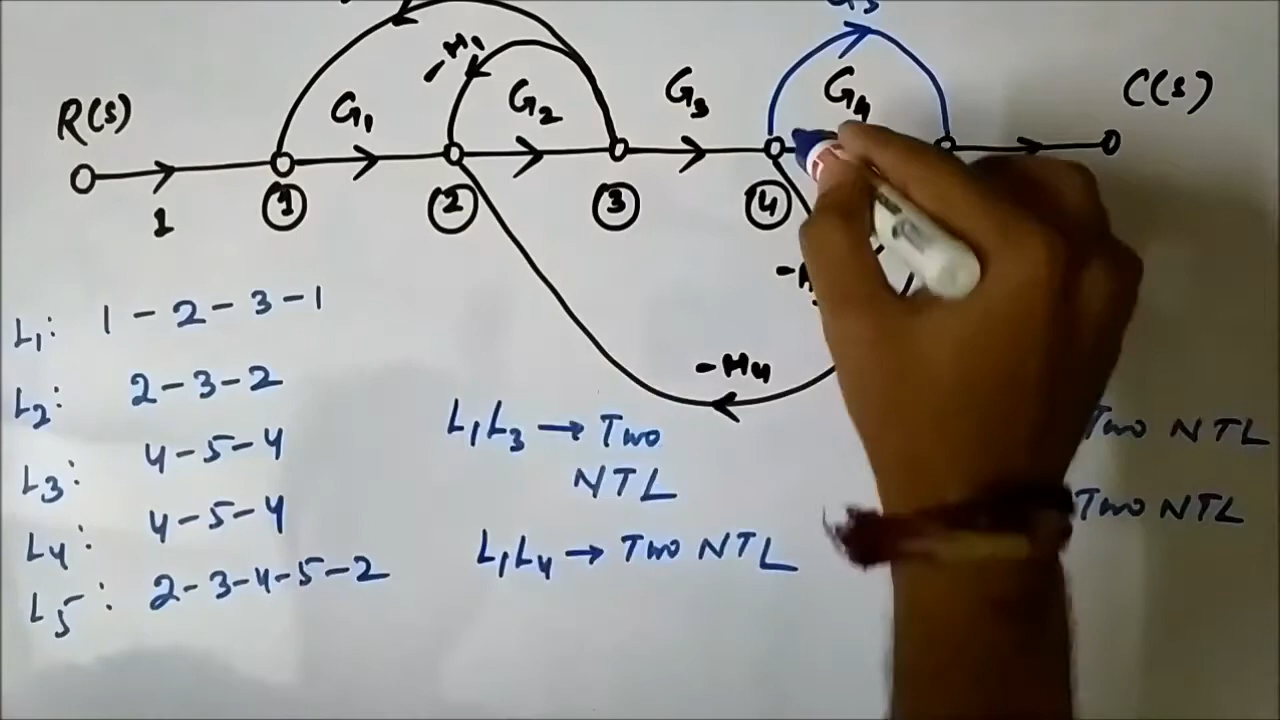 -H1
G1
G2
G3
G4
R(s)
C(s)
1
1
2
3
4
-H4
L1: 1 - 2 - 3 - 1
L2: 2 - 3 - 2
L3: 4 - 5 - 4
L4: 4 - 5 - 4
L5: 2 - 3 - 4 - 5 - 2
L1L3 → Two
NTL
L1L4 → Two NTL
Two NTL
Two NTL